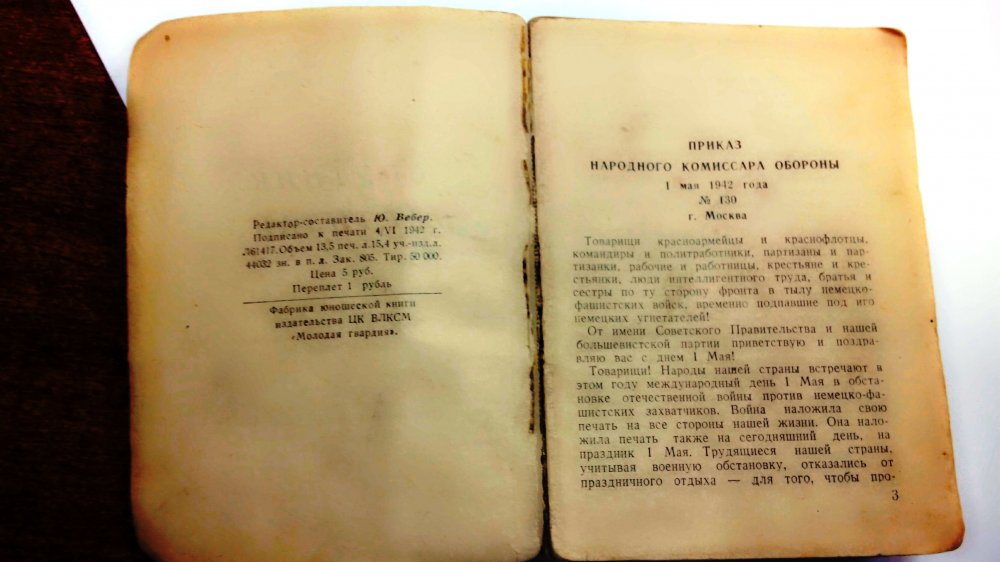 Редактор-составитель Ю. Вебер.
Подписано к печати 4/VI 1942 г.
Л61417. Объем 13,5 печ. л. 15,4 уч.-изд. л.
44032 зн. в п. л. Зак. 805. Тир. 50 000.
Цена 5 руб.
Переплет 1 рубль
Фабрика юношеской книги
издательства ЦК ВЛКСМ
«Молодая гвардия».
ПРИКАЗ
НАРОДНОГО КОМИССАРА ОБОРОНЫ
1 мая 1942 года
№ 130
г. Москва
Товарищи красноармейцы и краснофлотцы,
командиры и политработники, партизаны и пар-
тизанки, рабочие и работницы, крестьяне и кре-
стьянки, люди интеллигентного труда, братья и
сестры по ту сторону фронта в тылу немецко-
фашистских войск, временно подпавшие под иго
немецких угнетателей!
От имени Советского Правительства и нашей
большевистской партии приветствую и поздра-
вляю вас с днем 1 Мая!
Товарищи! Народы нашей страны встречают в
этом году международный день 1 Мая в обста-
новке отечественной войны против немецко-фа-
шистских захватчиков. Война наложила свою
печать на все стороны нашей жизни. Она нало-
жила печать также на сегодняшний день, на
праздник 1 Мая. Трудящиеся нашей страны,
учитывая военную обстановку, отказались от
праздничного отдыха — для того, чтобы про-
3